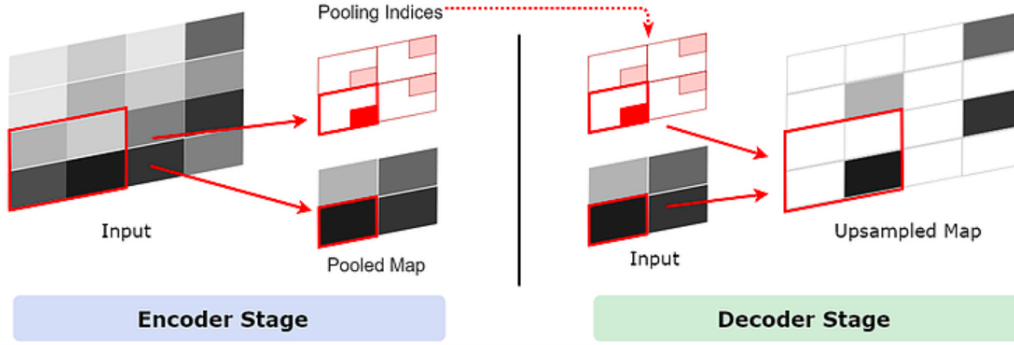 Pooling Indices
Input
Pooled Map
Input
Upsampled Map
Encoder Stage
Decoder Stage